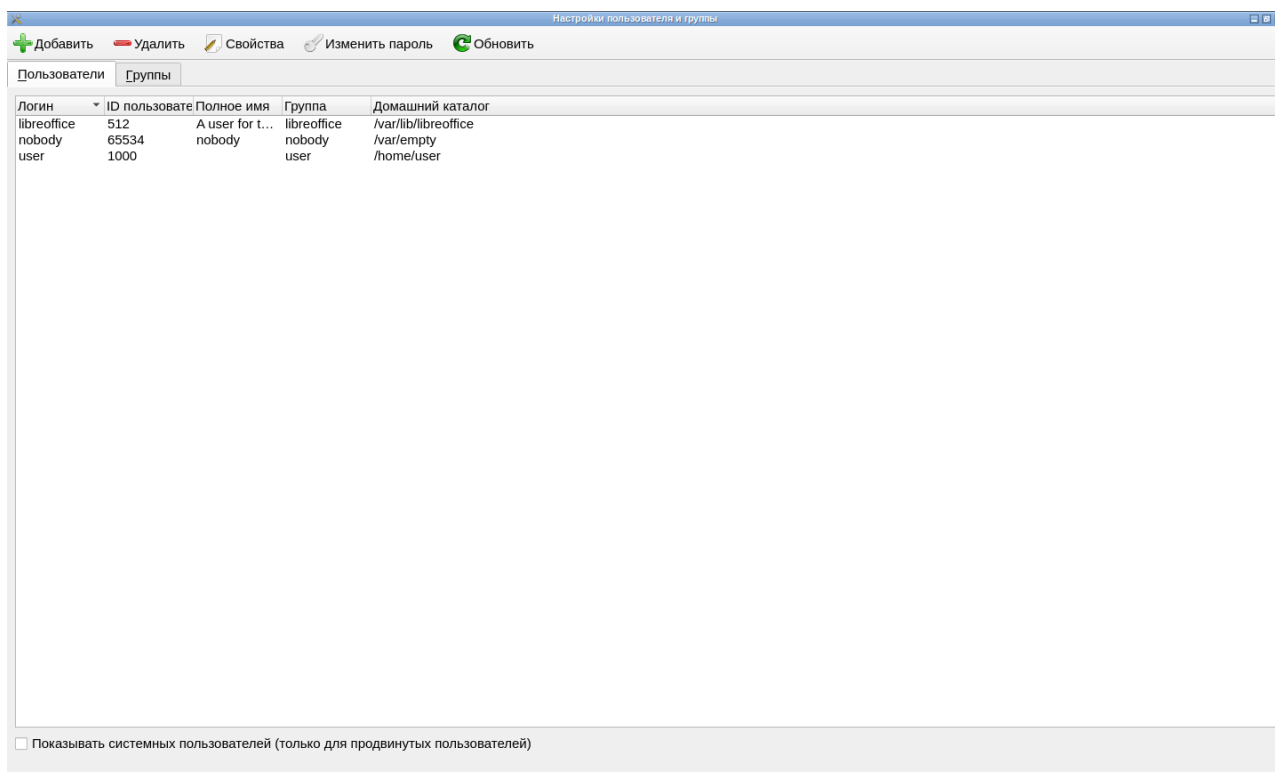 Настройки пользователя и группы
Добавить Удалить Свойства Изменить пароль Обновить
Пользователи Группы
Логин ID пользовате Полное имя Группа Домашний каталог
libreoffice 512 A user for t... libreoffice /var/lib/libreoffice
nobody 65534 nobody nobody /var/empty
user 1000 user /home/user
Показывать системных пользователей (только для продвинутых пользователей)